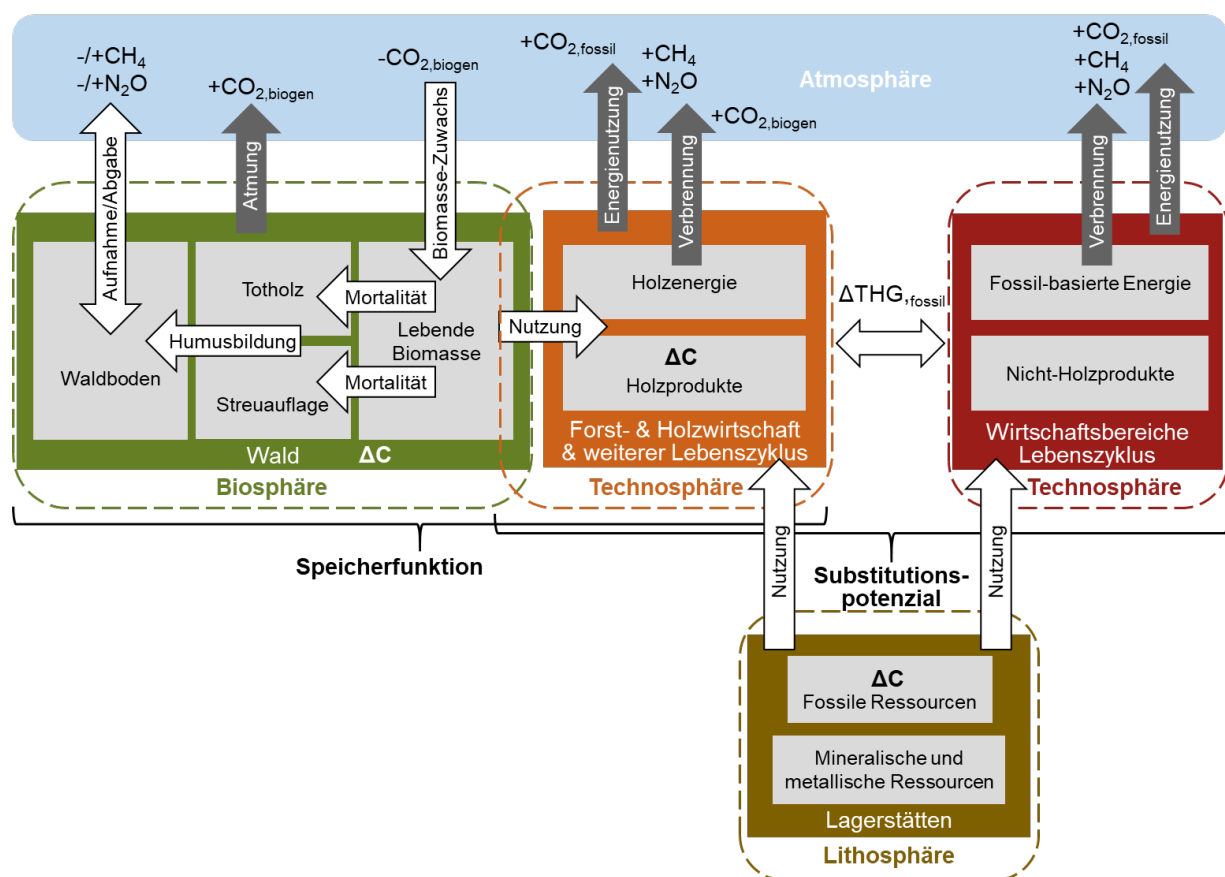 Atmosphäre
-/+CH₄
-/+N₂O
+CO₂,biogen
-CO₂,biogen
+CO₂,fossil
+CH₄
+N₂O
+CO₂,biogen
+CO₂,fossil
+CH₄
+N₂O
Aufnahme/Abgabe
Atmung
Biomasse-Zuwachs
Energienutzung
Verbrennung
Verbrennung
Energienutzung
Waldboden
Totholz
Mortalität
Humusbildung
Lebende
Biomasse
Streuauflage
Mortalität
Wald ΔC
Biosphäre
Nutzung
Holzenergie
ΔC
Holzprodukte
Forst- & Holzwirtschaft
& weiterer Lebenszyklus
Technosphäre
ΔTHG,fossil
Fossil-basierte Energie
Nicht-Holzprodukte
Wirtschaftsbereiche
Lebenszyklus
Technosphäre
Speicherfunktion
Substitutions-
potenzial
Nutzung
Nutzung
ΔC
Fossile Ressourcen
Mineralische und
metallische Ressourcen
Lagerstätten
Lithosphäre